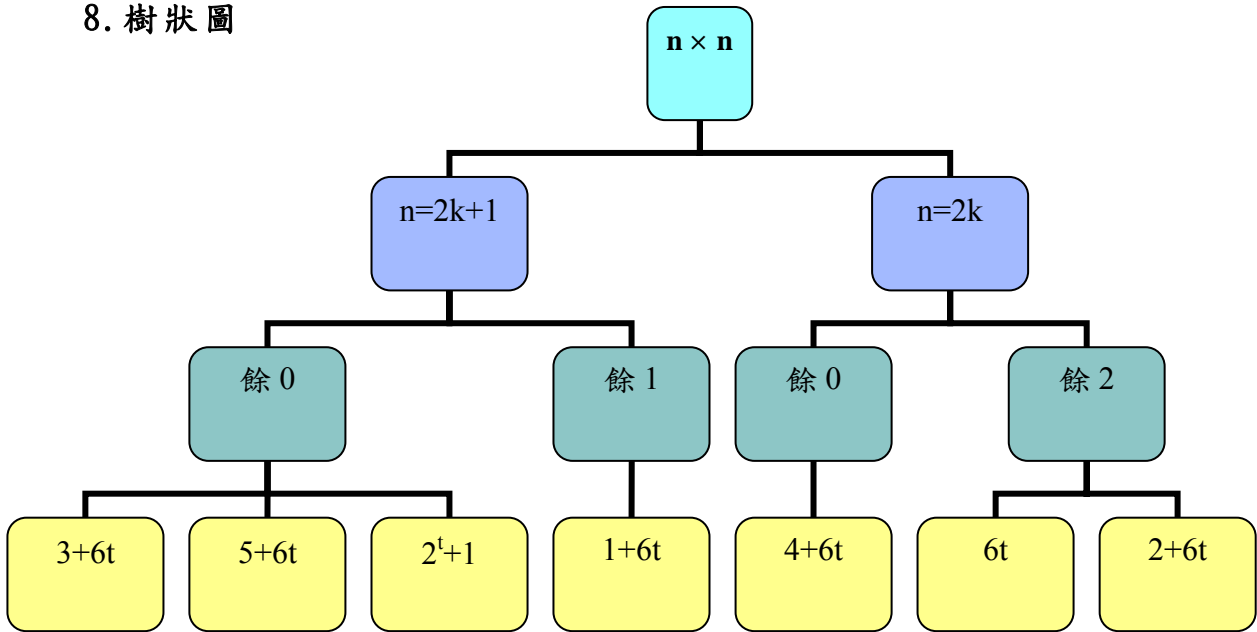 8.樹狀圖
n × n
n=2k+1
n=2k
餘 0
餘 1
餘 0
餘 2
3+6t
5+6t
2ᵗ+1
1+6t
4+6t
6t
2+6t